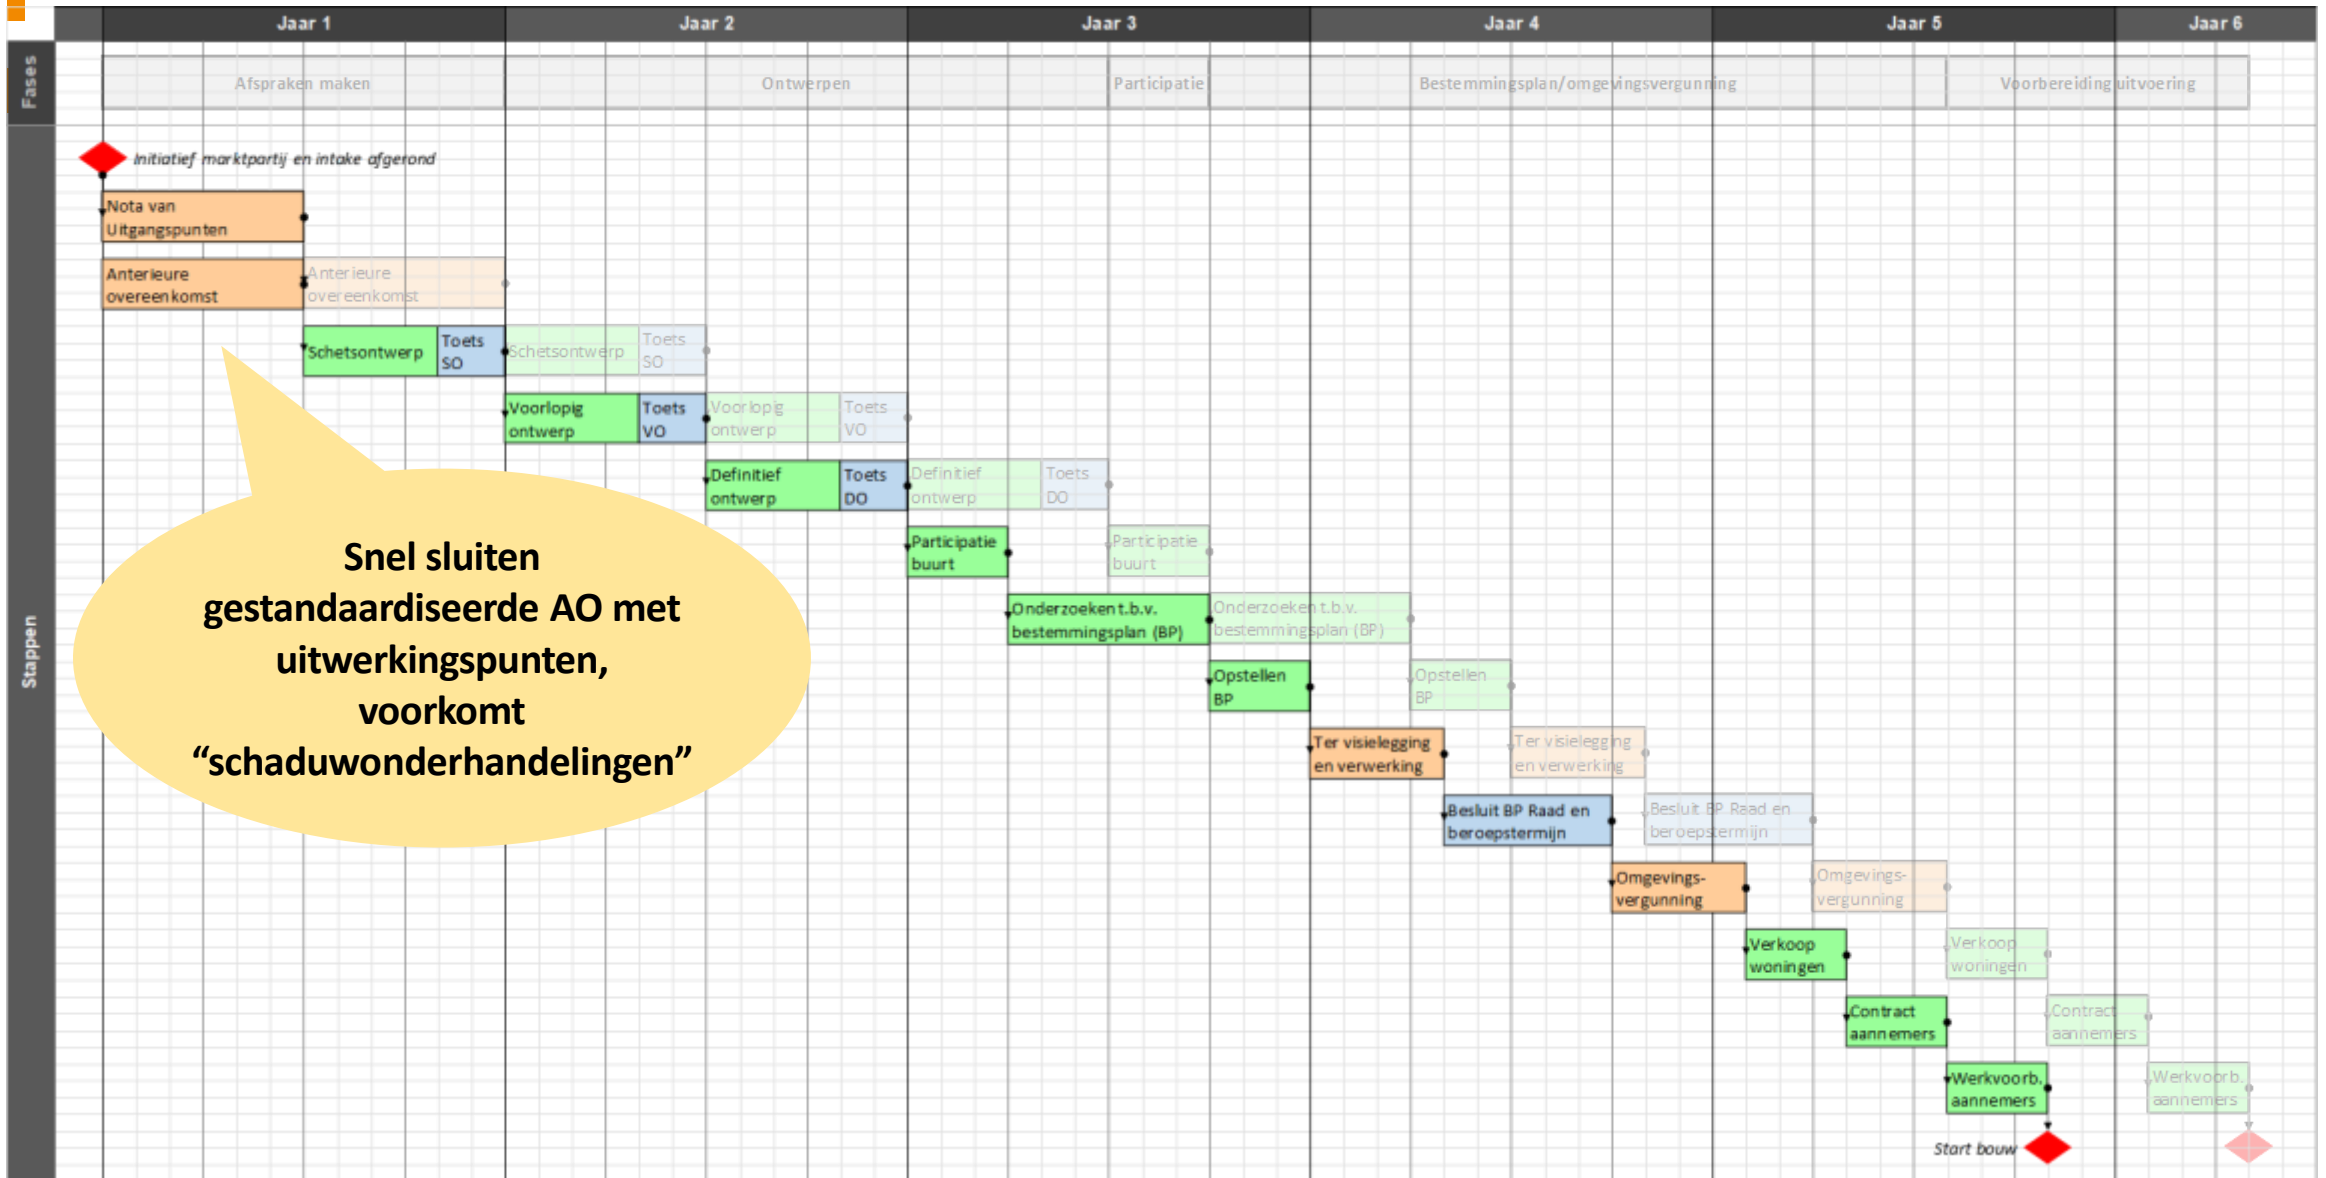 Jaar 1
Jaar 2
Jaar 3
Jaar 4
Jaar 5
Jaar 6
Fases
Afspraken maken
Ontwerpen
Participatie
Bestemmingsplan/omgevingsvergunning
Voorbereiding uitvoering
Stappen
Initiatief marktpartij en intake afgerond
Nota van
Uitgangspunten
Anterieure
overeenkomst
Anterieure
overeenkomst
Schetsontwerp
Toets
SO
Schetsontwerp
Toets
SO
Voorlopig
ontwerp
Toets
VO
Voorlopig
ontwerp
Toets
VO
Definitief
ontwerp
Toets
DO
Definitief
ontwerp
Toets
DO
Participatie
buurt
Participatie
buurt
Onderzoeken t.b.v.
bestemmingsplan (BP)
Onderzoeken t.b.v.
bestemmingsplan (BP)
Opstellen
BP
Opstellen
BP
Ter visielegging
en verwerking
Ter visielegging
en verwerking
Besluit BP Raad en
beroepstermijn
Besluit BP Raad en
beroepstermijn
Omgevings-
vergunning
Omgevings-
vergunning
Verkoop
woningen
Verkoop
woningen
Contract
aannemers
Contract
aannemers
Werkvoorb.
aannemers
Werkvoorb.
aannemers
Start bouw
Snel sluiten
gestandaardiseerde AO met
uitwerkingspunten,
voorkomt
“schaduwonderhandelingen”